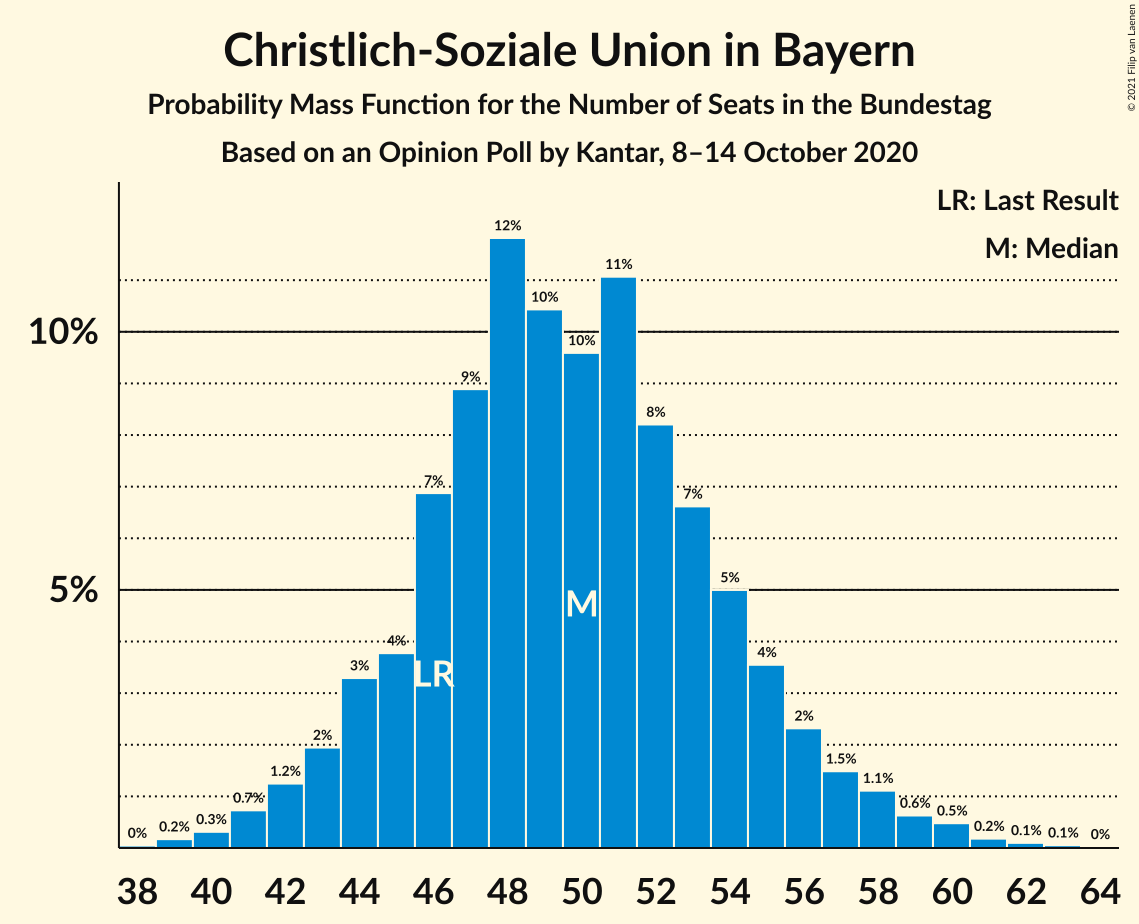 Christlich-Soziale Union in Bayern
Probability Mass Function for the Number of Seats in the Bundestag
Based on an Opinion Poll by Kantar, 8–14 October 2020
© 2021 Filip van Laenen
LR: Last Result
M: Median
10%
5%
0% 0.2% 0.3% 0.7% 1.2% 2% 3% 4% 7% 9% 12% 10% 10% 11% 8% 7% 5% 4% 2% 1.5% 1.1% 0.6% 0.5% 0.2% 0.1% 0.1% 0%
LR M
38 40 42 44 46 48 50 52 54 56 58 60 62 64